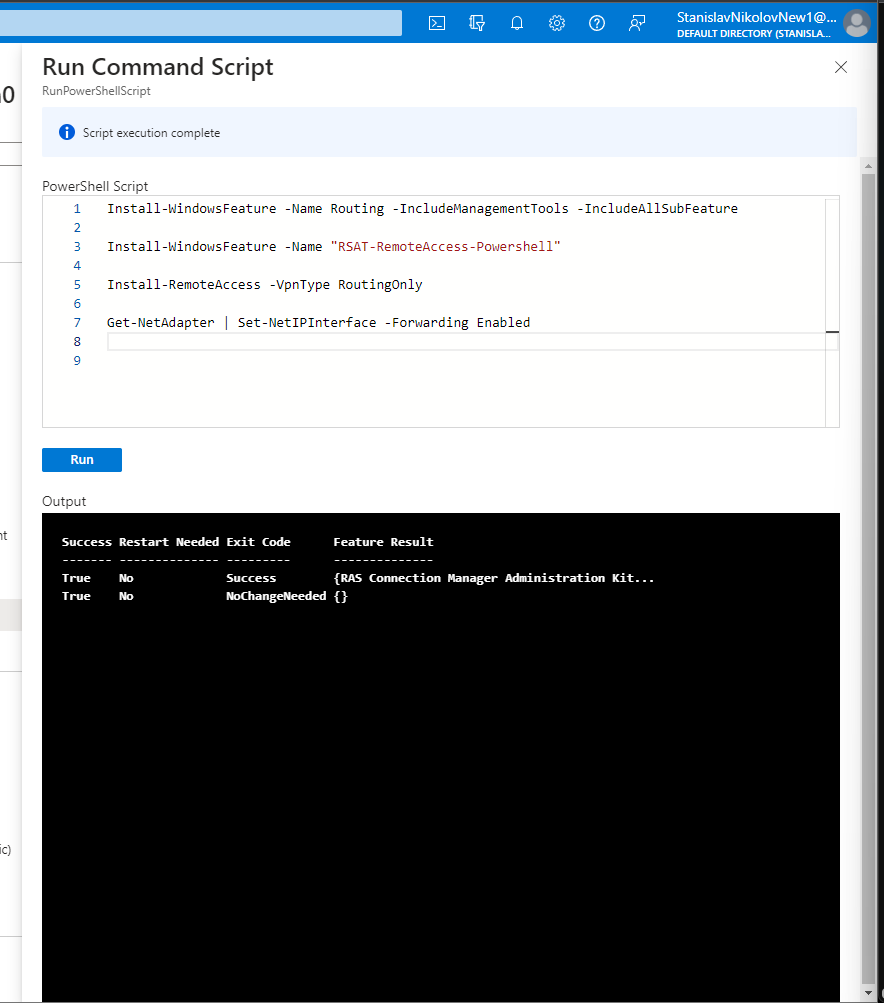 StanislavNikolovNew1@...
DEFAULT DIRECTORY (STANISLA...
Run Command Script
RunPowerShellScript
Script execution complete
PowerShell Script
1 Install-WindowsFeature -Name Routing -IncludeManagementTools -IncludeAllSubFeature
2
3 Install-WindowsFeature -Name "RSAT-RemoteAccess-Powershell"
4
5 Install-RemoteAccess -VpnType RoutingOnly
6
7 Get-NetAdapter | Set-NetIPInterface -Forwarding Enabled
8
9
Run
Output
Success Restart Needed Exit Code Feature Result
------- -------------- --------- --------------
True No Success {RAS Connection Manager Administration Kit...
True No NoChangeNeeded {}